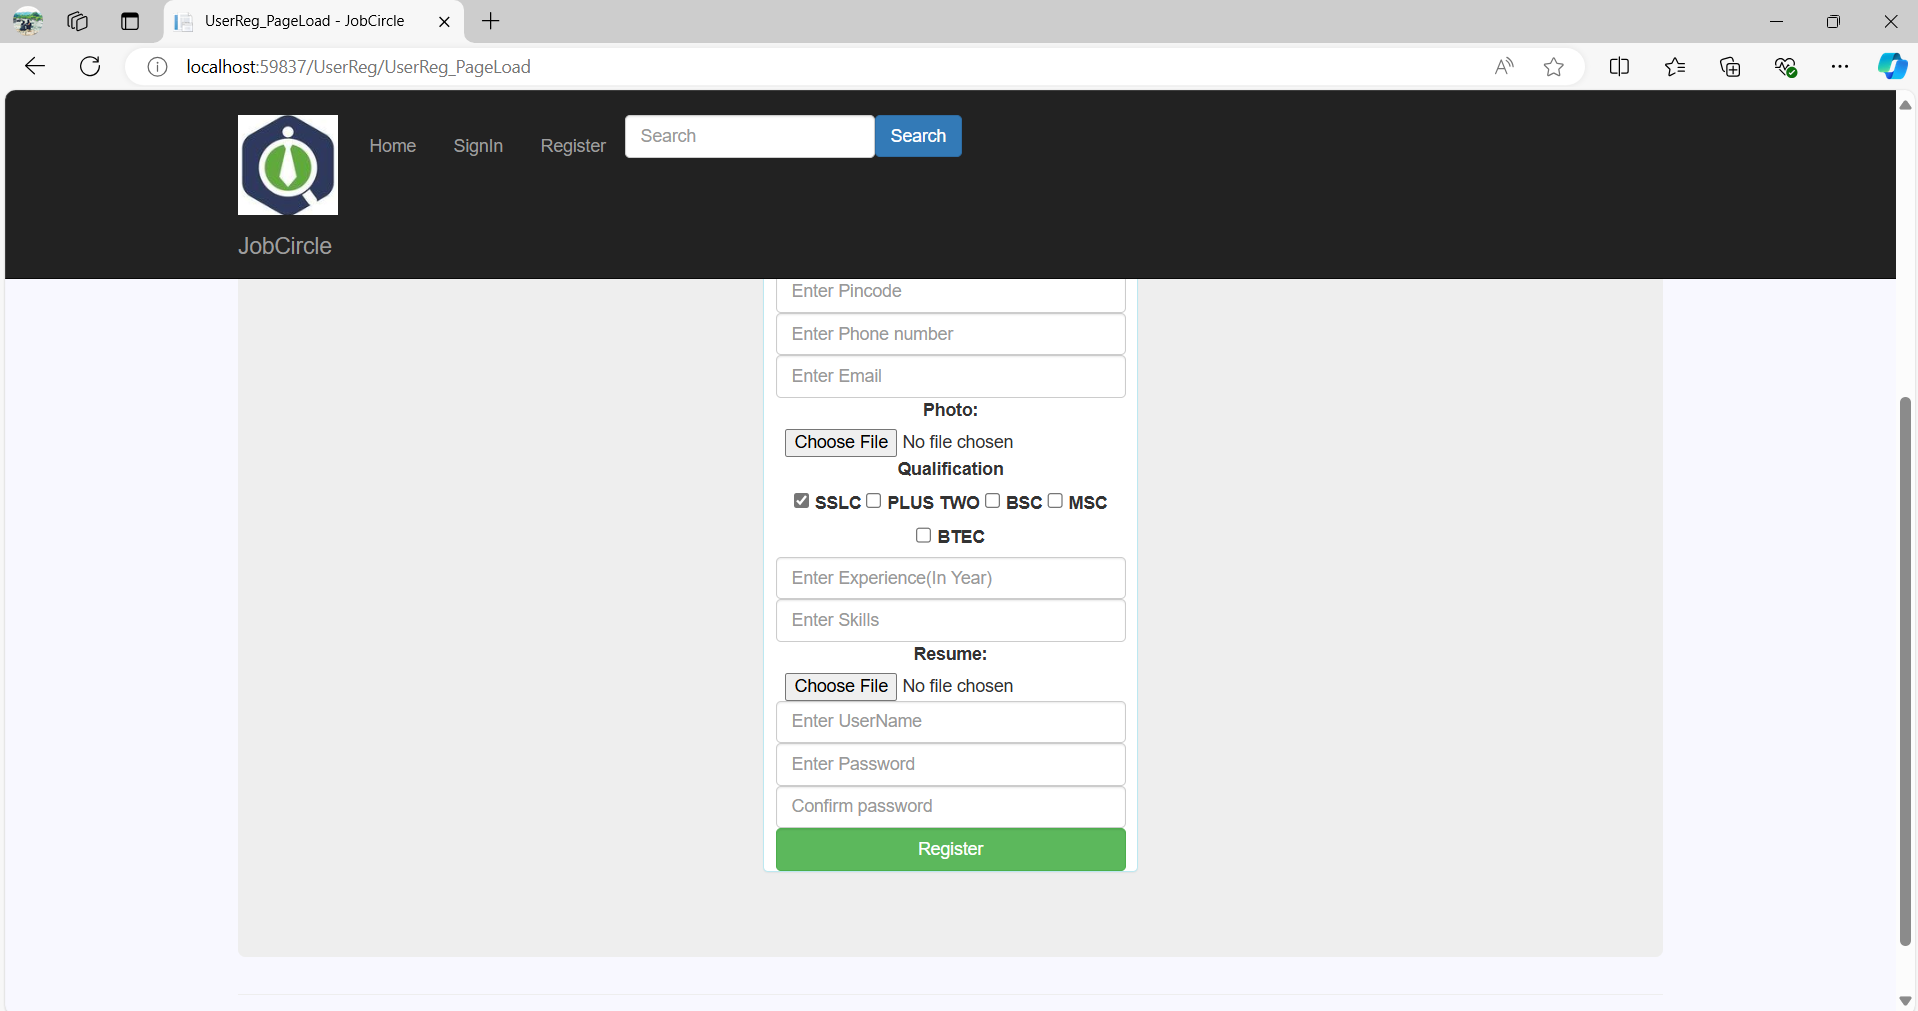 UserReg_PageLoad - JobCircle
localhost:59837/UserReg/UserReg_PageLoad
Home SignIn Register Search Search
JobCircle
Enter Pincode
Enter Phone number
Enter Email
Photo:
Choose File No file chosen
Qualification
SSLC PLUS TWO BSC MSC
BTEC
Enter Experience(In Year)
Enter Skills
Resume:
Choose File No file chosen
Enter UserName
Enter Password
Confirm password
Register